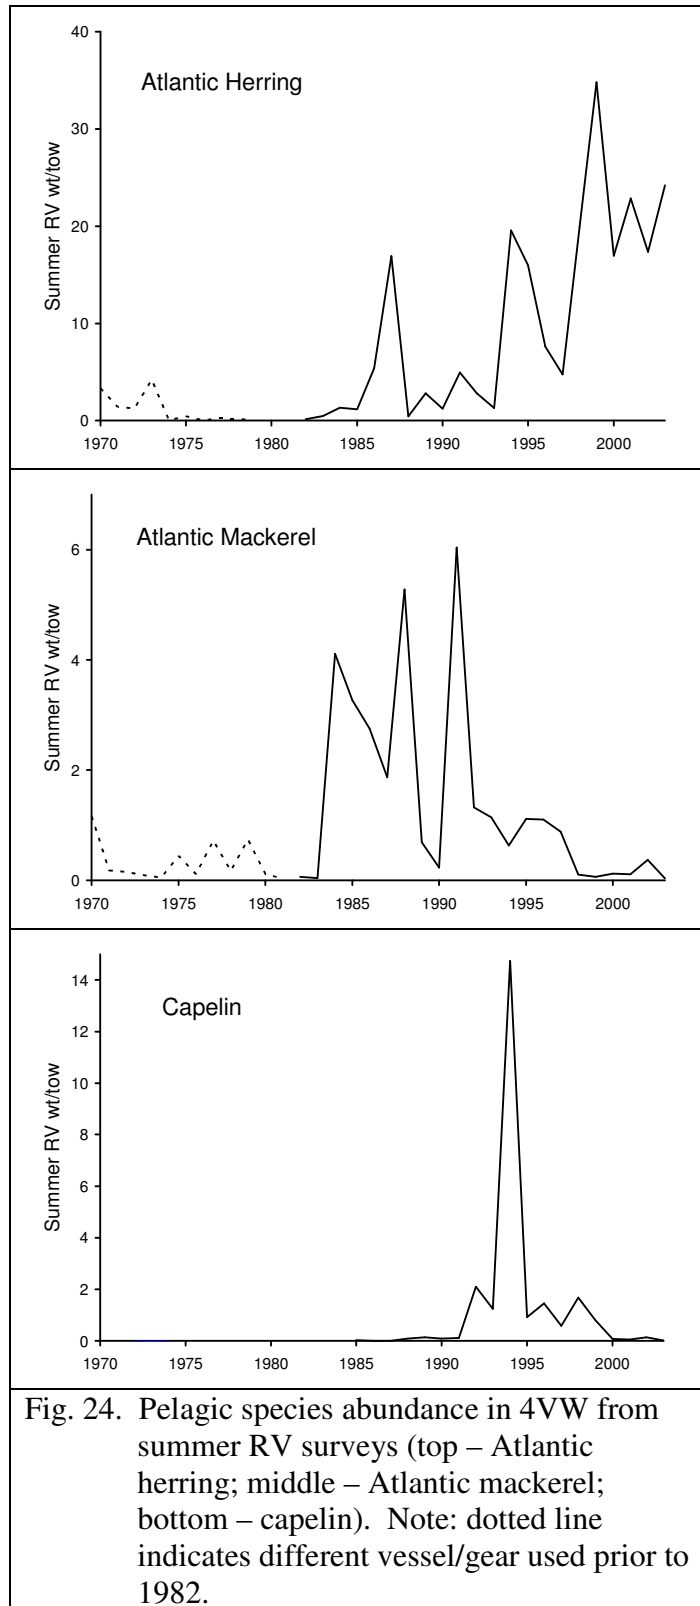 40
Atlantic Herring
30
Summer RV wt/tow
20
10
0
1970 1975 1980 1985 1990 1995 2000
Atlantic Mackerel
6
Summer RV wt/tow
4
2
0
1970 1975 1980 1985 1990 1995 2000
14
Capelin
12
10
Summer RV wt/tow
8
6
4
2
0
1970 1975 1980 1985 1990 1995 2000
Fig. 24. Pelagic species abundance in 4VW from
summer RV surveys (top – Atlantic
herring; middle – Atlantic mackerel;
bottom – capelin). Note: dotted line
indicates different vessel/gear used prior to
1982.